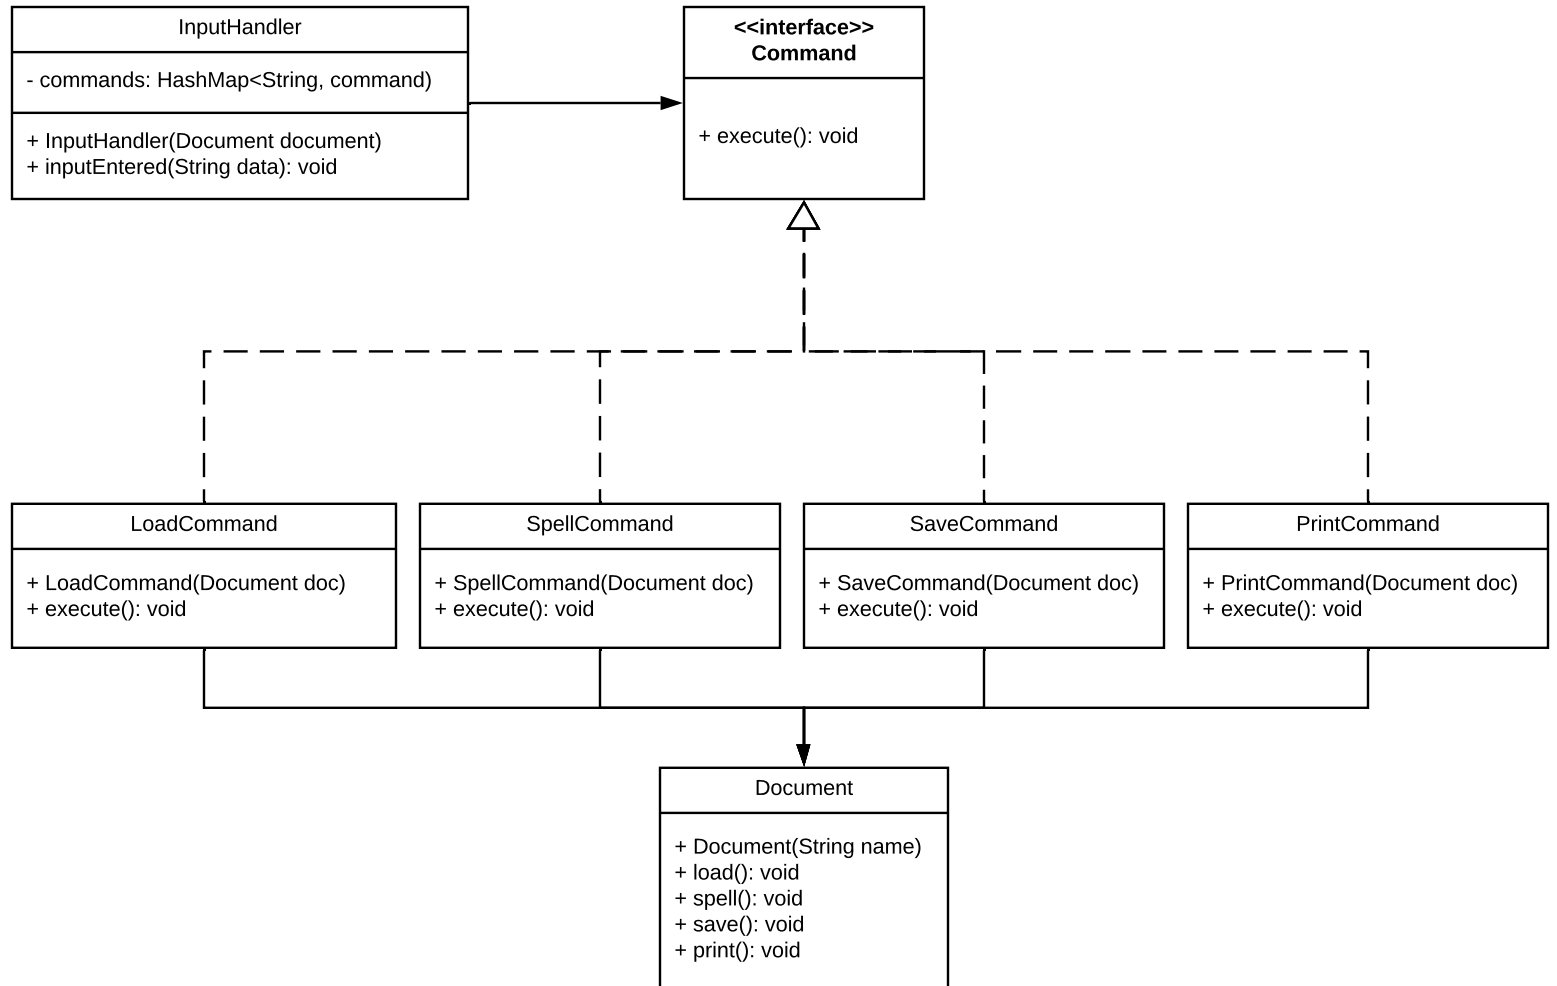 InputHandler
- commands: HashMap<String, command)
+ InputHandler(Document document)
+ inputEntered(String data): void
<<interface>>
Command
+ execute(): void
LoadCommand
+ LoadCommand(Document doc)
+ execute(): void
SpellCommand
+ SpellCommand(Document doc)
+ execute(): void
SaveCommand
+ SaveCommand(Document doc)
+ execute(): void
PrintCommand
+ PrintCommand(Document doc)
+ execute(): void
Document
+ Document(String name)
+ load(): void
+ spell(): void
+ save(): void
+ print(): void